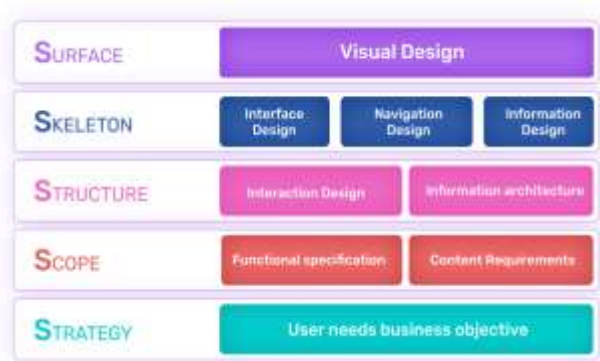 SURFACE
Visual Design
SKELETON
Interface
Design
Navigation
Design
Information
Design
STRUCTURE
Interaction Design
Information architecture
SCOPE
Functional specification
Content Requirements
STRATEGY
User needs business objective